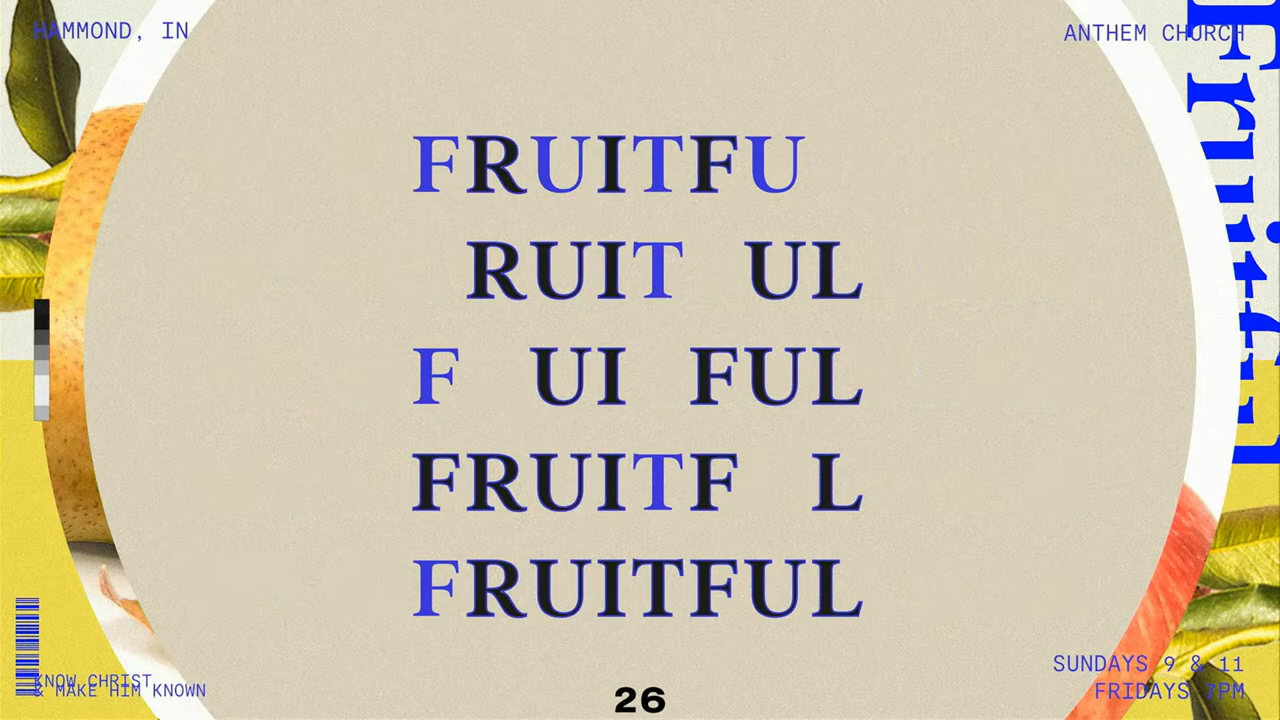 HAMMOND, IN
ANTHEM CHURCH
Fruitful
FRUITFU
RUIT UL
F UI FUL
FRUITF L
FRUITFUL
KNOW CHRIST
& MAKE HIM KNOWN
SUNDAYS 9 & 11
FRIDAYS 7PM
26